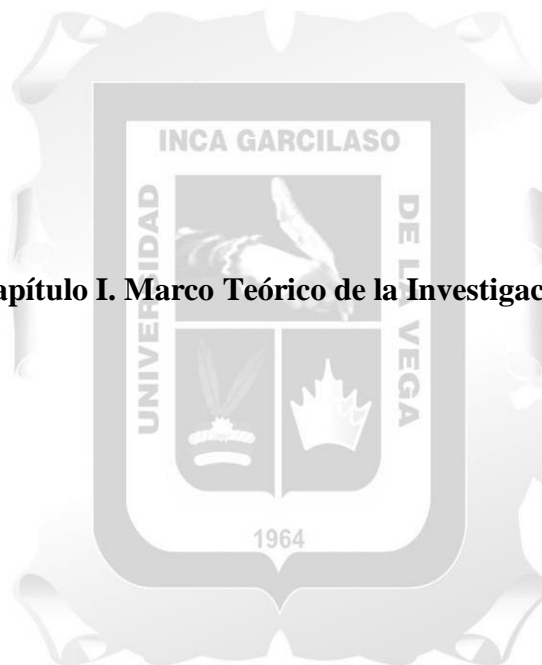 INCA GARCILASO
UNIVERSIDAD
DE LA VEGA
apítulo I. Marco Teórico de la Investigac
1964